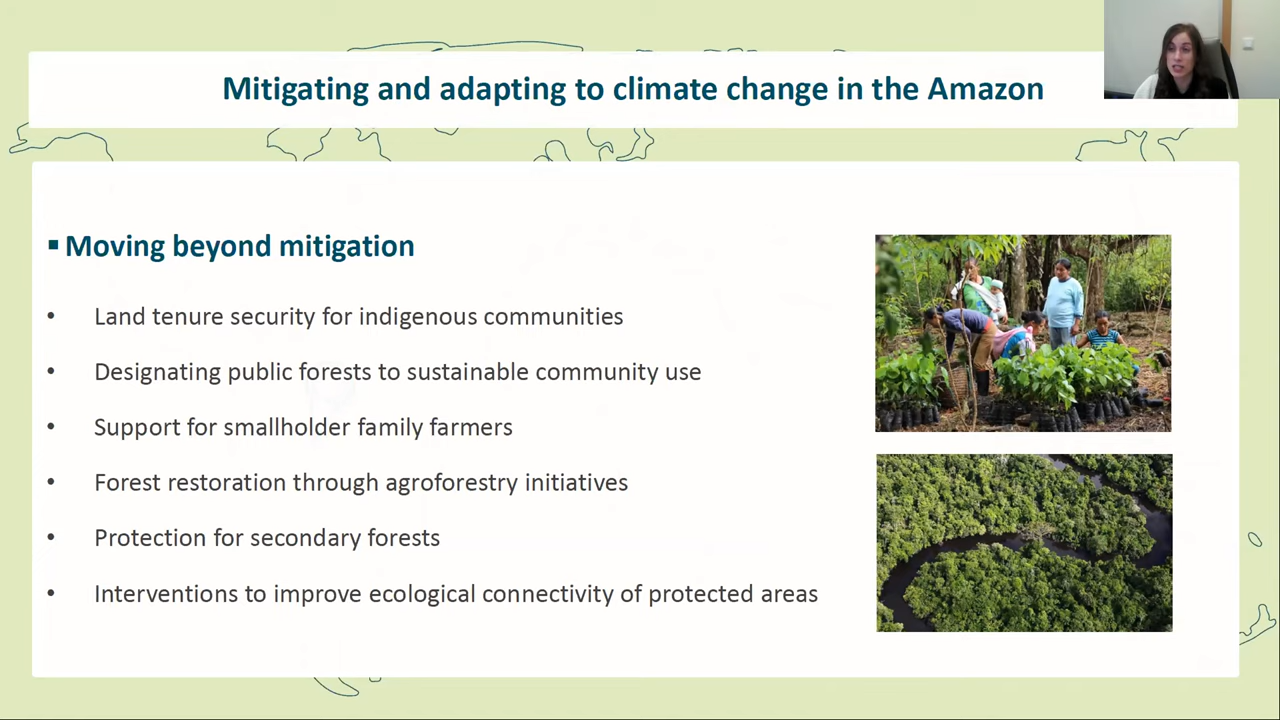 Mitigating and adapting to climate change in the Amazon
▪ Moving beyond mitigation
• Land tenure security for indigenous communities
• Designating public forests to sustainable community use
• Support for smallholder family farmers
• Forest restoration through agroforestry initiatives
• Protection for secondary forests
• Interventions to improve ecological connectivity of protected areas